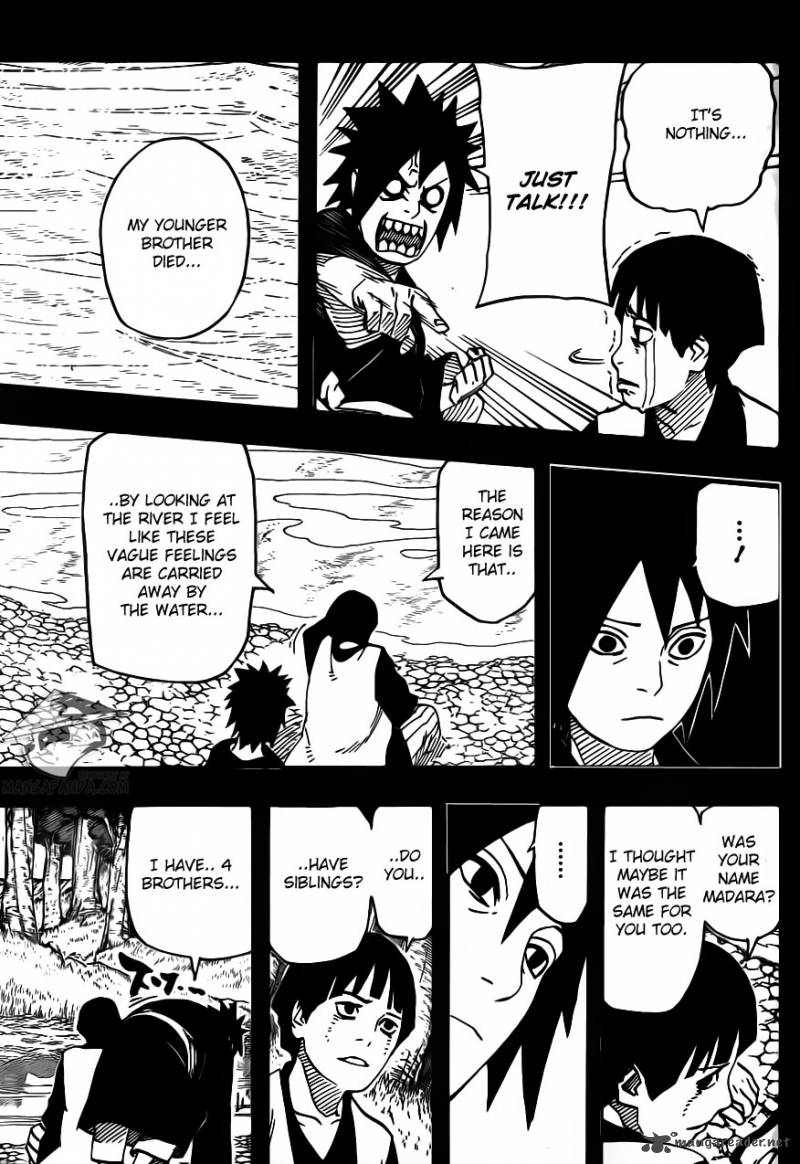 IT'S
NOTHING...
JUST
TALK!!!
MY YOUNGER
BROTHER
DIED...
...!
THE
REASON
I CAME
HERE IS
THAT..
..BY LOOKING AT
THE RIVER I FEEL
LIKE THESE
VAGUE FEELINGS
ARE CARRIED
AWAY BY
THE WATER...
WAS
YOUR
NAME
MADARA?
I THOUGHT
MAYBE IT
WAS THE
SAME FOR
YOU TOO.
......
..DO
YOU..
..HAVE
SIBLINGS?
I HAVE.. 4
BROTHERS...
MANGAPANDA.COM
mangareader.net